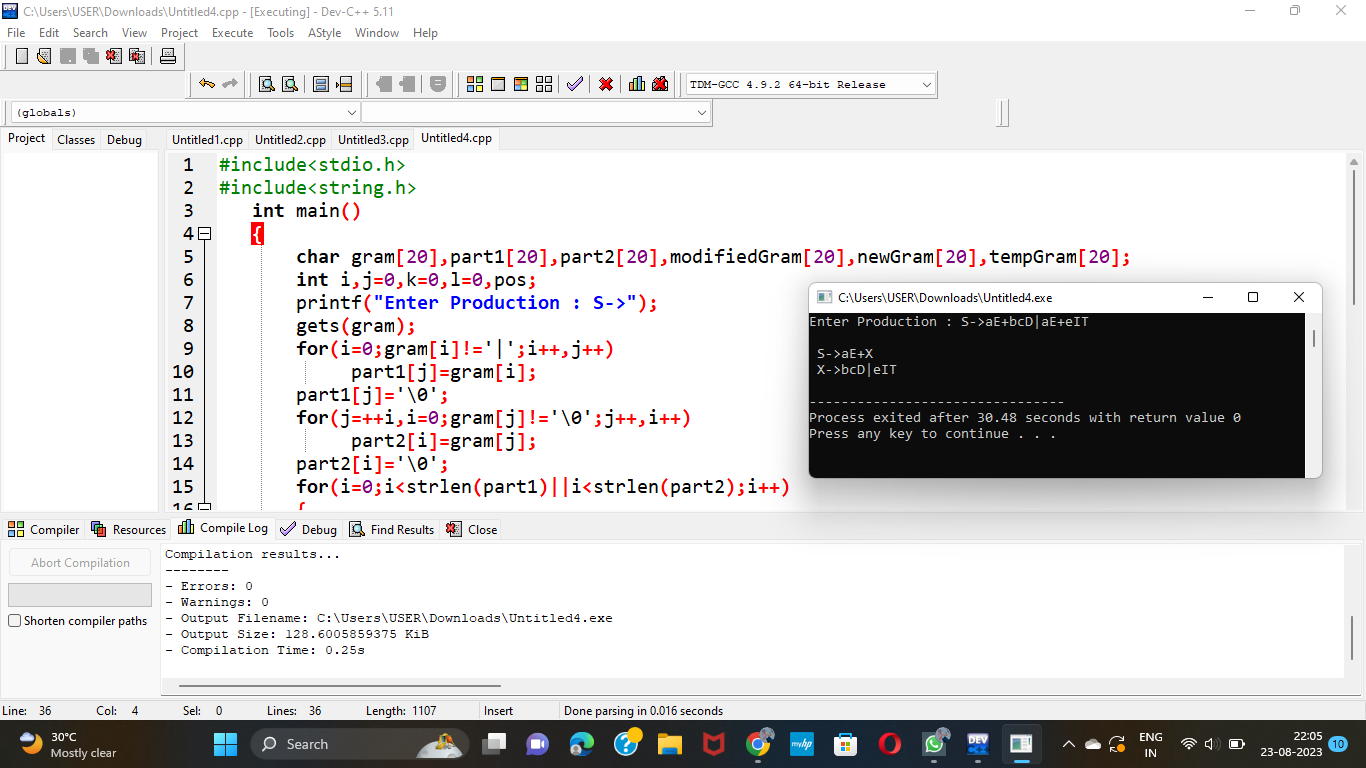 C:\Users\USER\Downloads\Untitled4.cpp - [Executing] - Dev-C++ 5.11
File Edit Search View Project Execute Tools AStyle Window Help
TDM-GCC 4.9.2 64-bit Release
(globals)
Project Classes Debug
Untitled1.cpp Untitled2.cpp Untitled3.cpp Untitled4.cpp
1 #include<stdio.h>
2 #include<string.h>
3 int main()
4 {
5 char gram[20],part1[20],part2[20],modifiedGram[20],newGram[20],tempGram[20];
6 int i,j=0,k=0,l=0,pos;
7 printf("Enter Production : S->");
8 gets(gram);
9 for(i=0;gram[i]!='|';i++,j++)
10 part1[j]=gram[i];
11 part1[j]='\0';
12 for(j=++i,i=0;gram[j]!='\0';j++,i++)
13 part2[i]=gram[j];
14 part2[i]='\0';
15 for(i=0;i<strlen(part1)||i<strlen(part2);i++)
16 {
C:\Users\USER\Downloads\Untitled4.exe
Enter Production : S->aE+bcD|aE+eIT
S->aE+X
X->bcD|eIT
--------------------------------
Process exited after 30.48 seconds with return value 0
Press any key to continue . . .
Compiler Resources Compile Log Debug Find Results Close
Abort Compilation
Shorten compiler paths
Compilation results...
--------
- Errors: 0
- Warnings: 0
- Output Filename: C:\Users\USER\Downloads\Untitled4.exe
- Output Size: 128.6005859375 KiB
- Compilation Time: 0.25s
Line: 36 Col: 4 Sel: 0 Lines: 36 Length: 1107 Insert Done parsing in 0.016 seconds
30°C
Mostly clear
Search
myhp
DEV
ENG
IN
22:05
23-08-2023
10